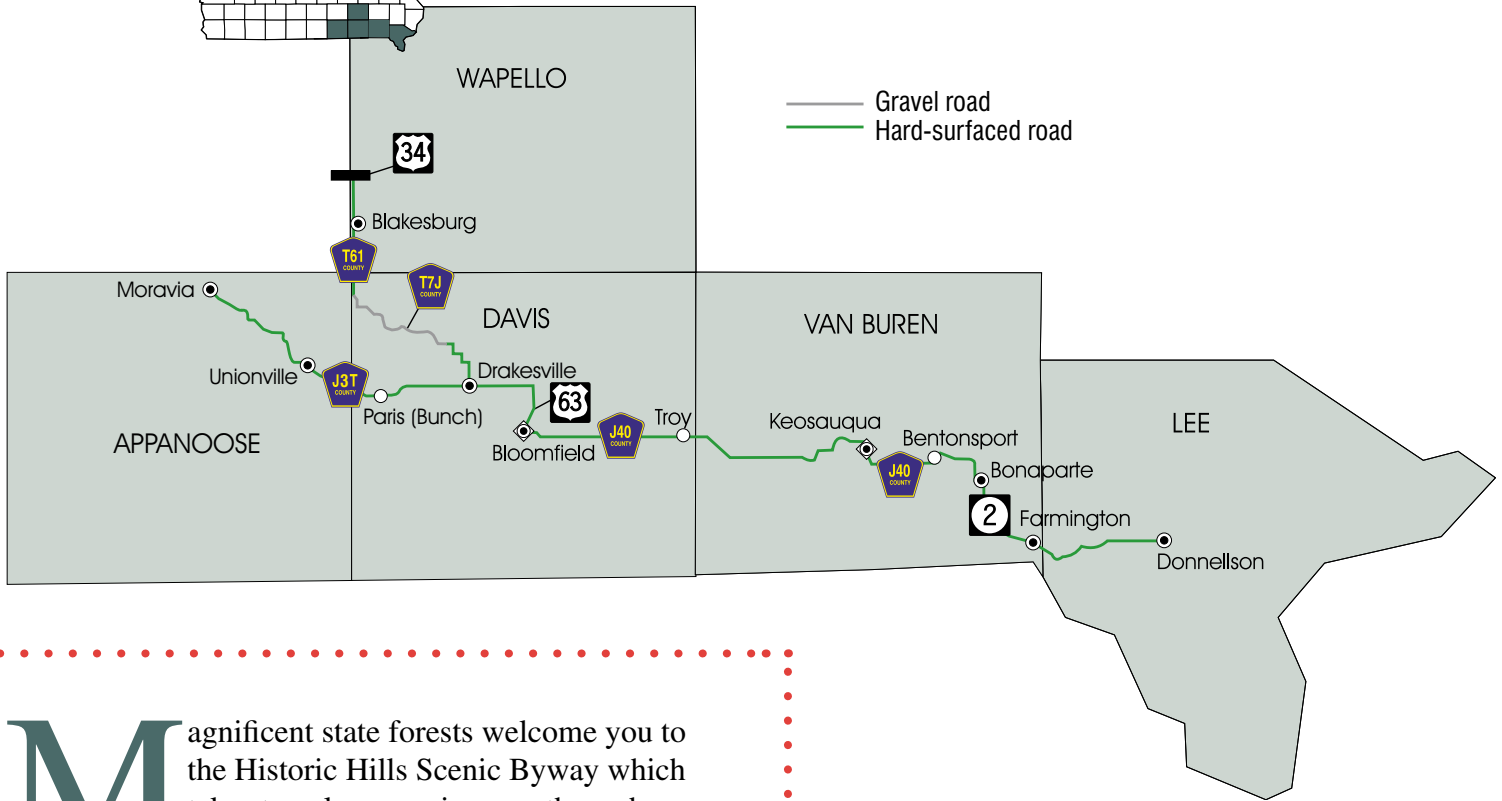 WAPELLO
Gravel road
Hard-surfaced road
34
Blakesburg
T61
COUNTY
T7J
COUNTY
Moravia
DAVIS
VAN BUREN
Unionville
J3T
COUNTY
Drakesville
63
Paris (Bunch)
APPANOOSE
Bloomfield
J40
COUNTY
Troy
Keosauqua
Bentonsport
LEE
J40
COUNTY
Bonaparte
2
Farmington
Donnellson
Magnificent state forests welcome you to
the Historic Hills Scenic Byway which